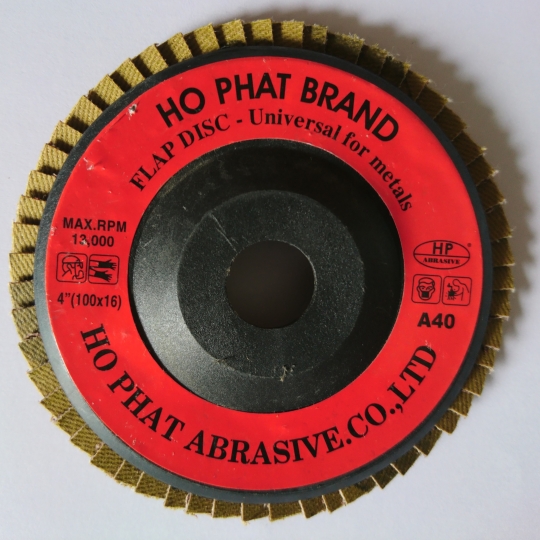 HO PHAT BRAND
FLAP DISC - Universal for metals
MAX.RPM
13,000
4"(100x16)
HP
ABRASIVE
®
A40
HO PHAT ABRASIVE.CO.,LTD